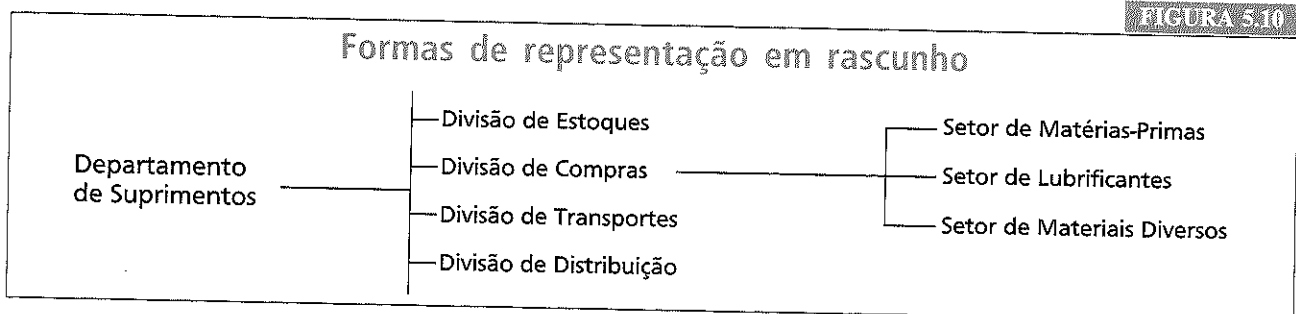 FIGURA 5.10
Formas de representação em rascunho
Departamento
de Suprimentos
Divisão de Estoques
Divisão de Compras
Divisão de Transportes
Divisão de Distribuição
Setor de Matérias-Primas
Setor de Lubrificantes
Setor de Materiais Diversos